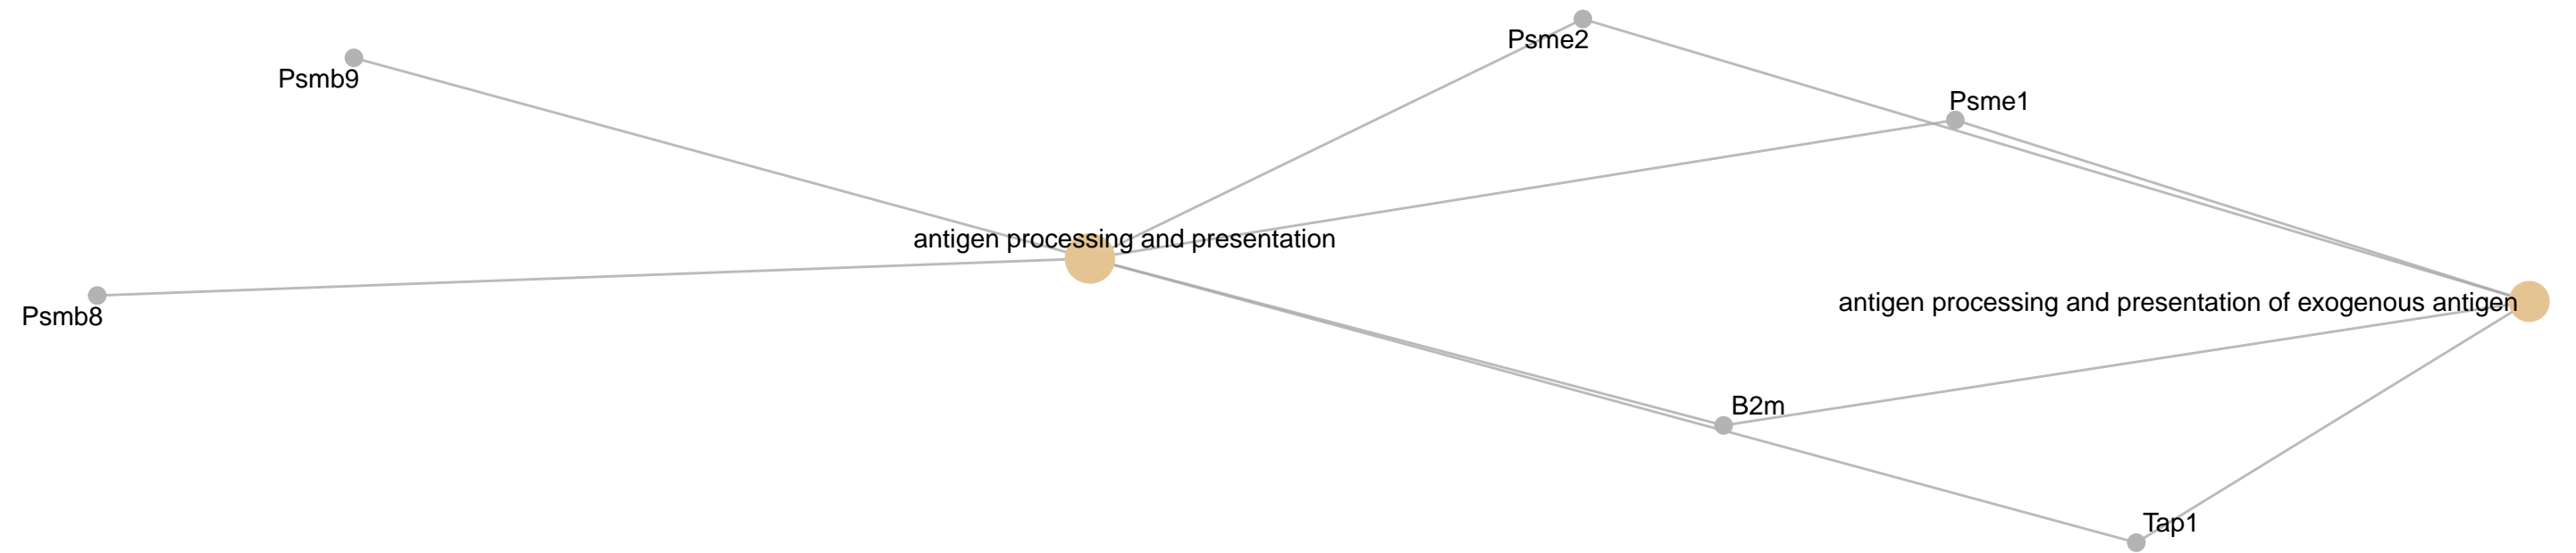 Psme2
Psmb9
Psme1
antigen processing and presentation
antigen processing and presentation of exogenous antigen
Psmb8
B2m
Tap1